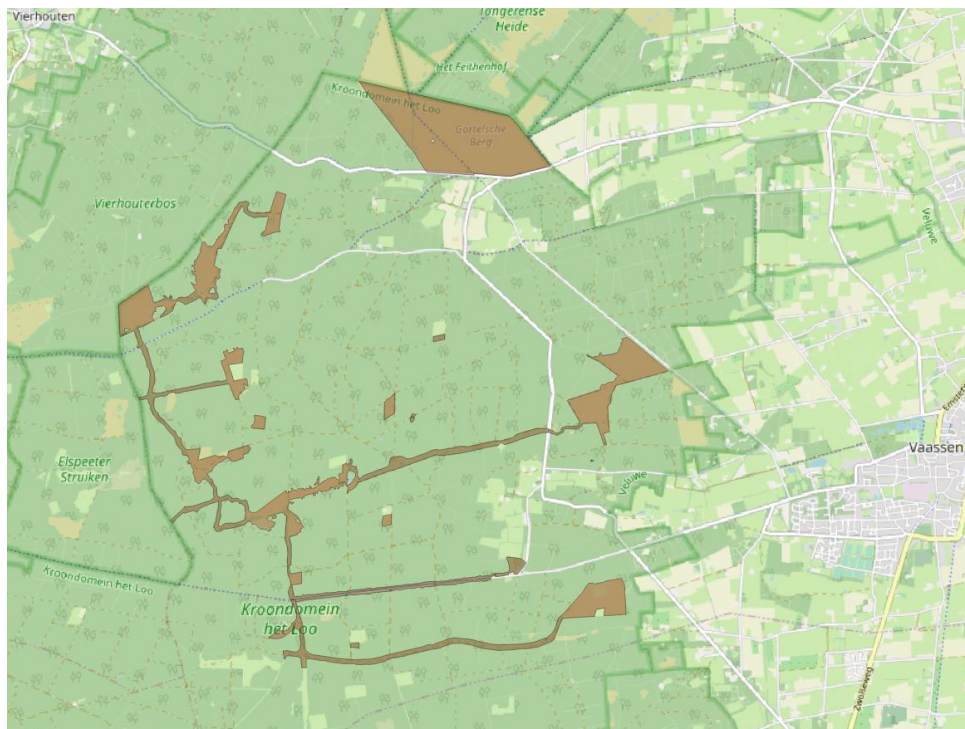 Vierhouten
Tongerense
Heide
Het Feithenhof
Kroondomein het Loo
Gortelsche
Berg
Vierhouterbos
Veluwe
Elspeeter
Struiken
Vaassen
Veluwe
Kroondomein het Loo
Kroondomein
het Loo
Zwolseweg